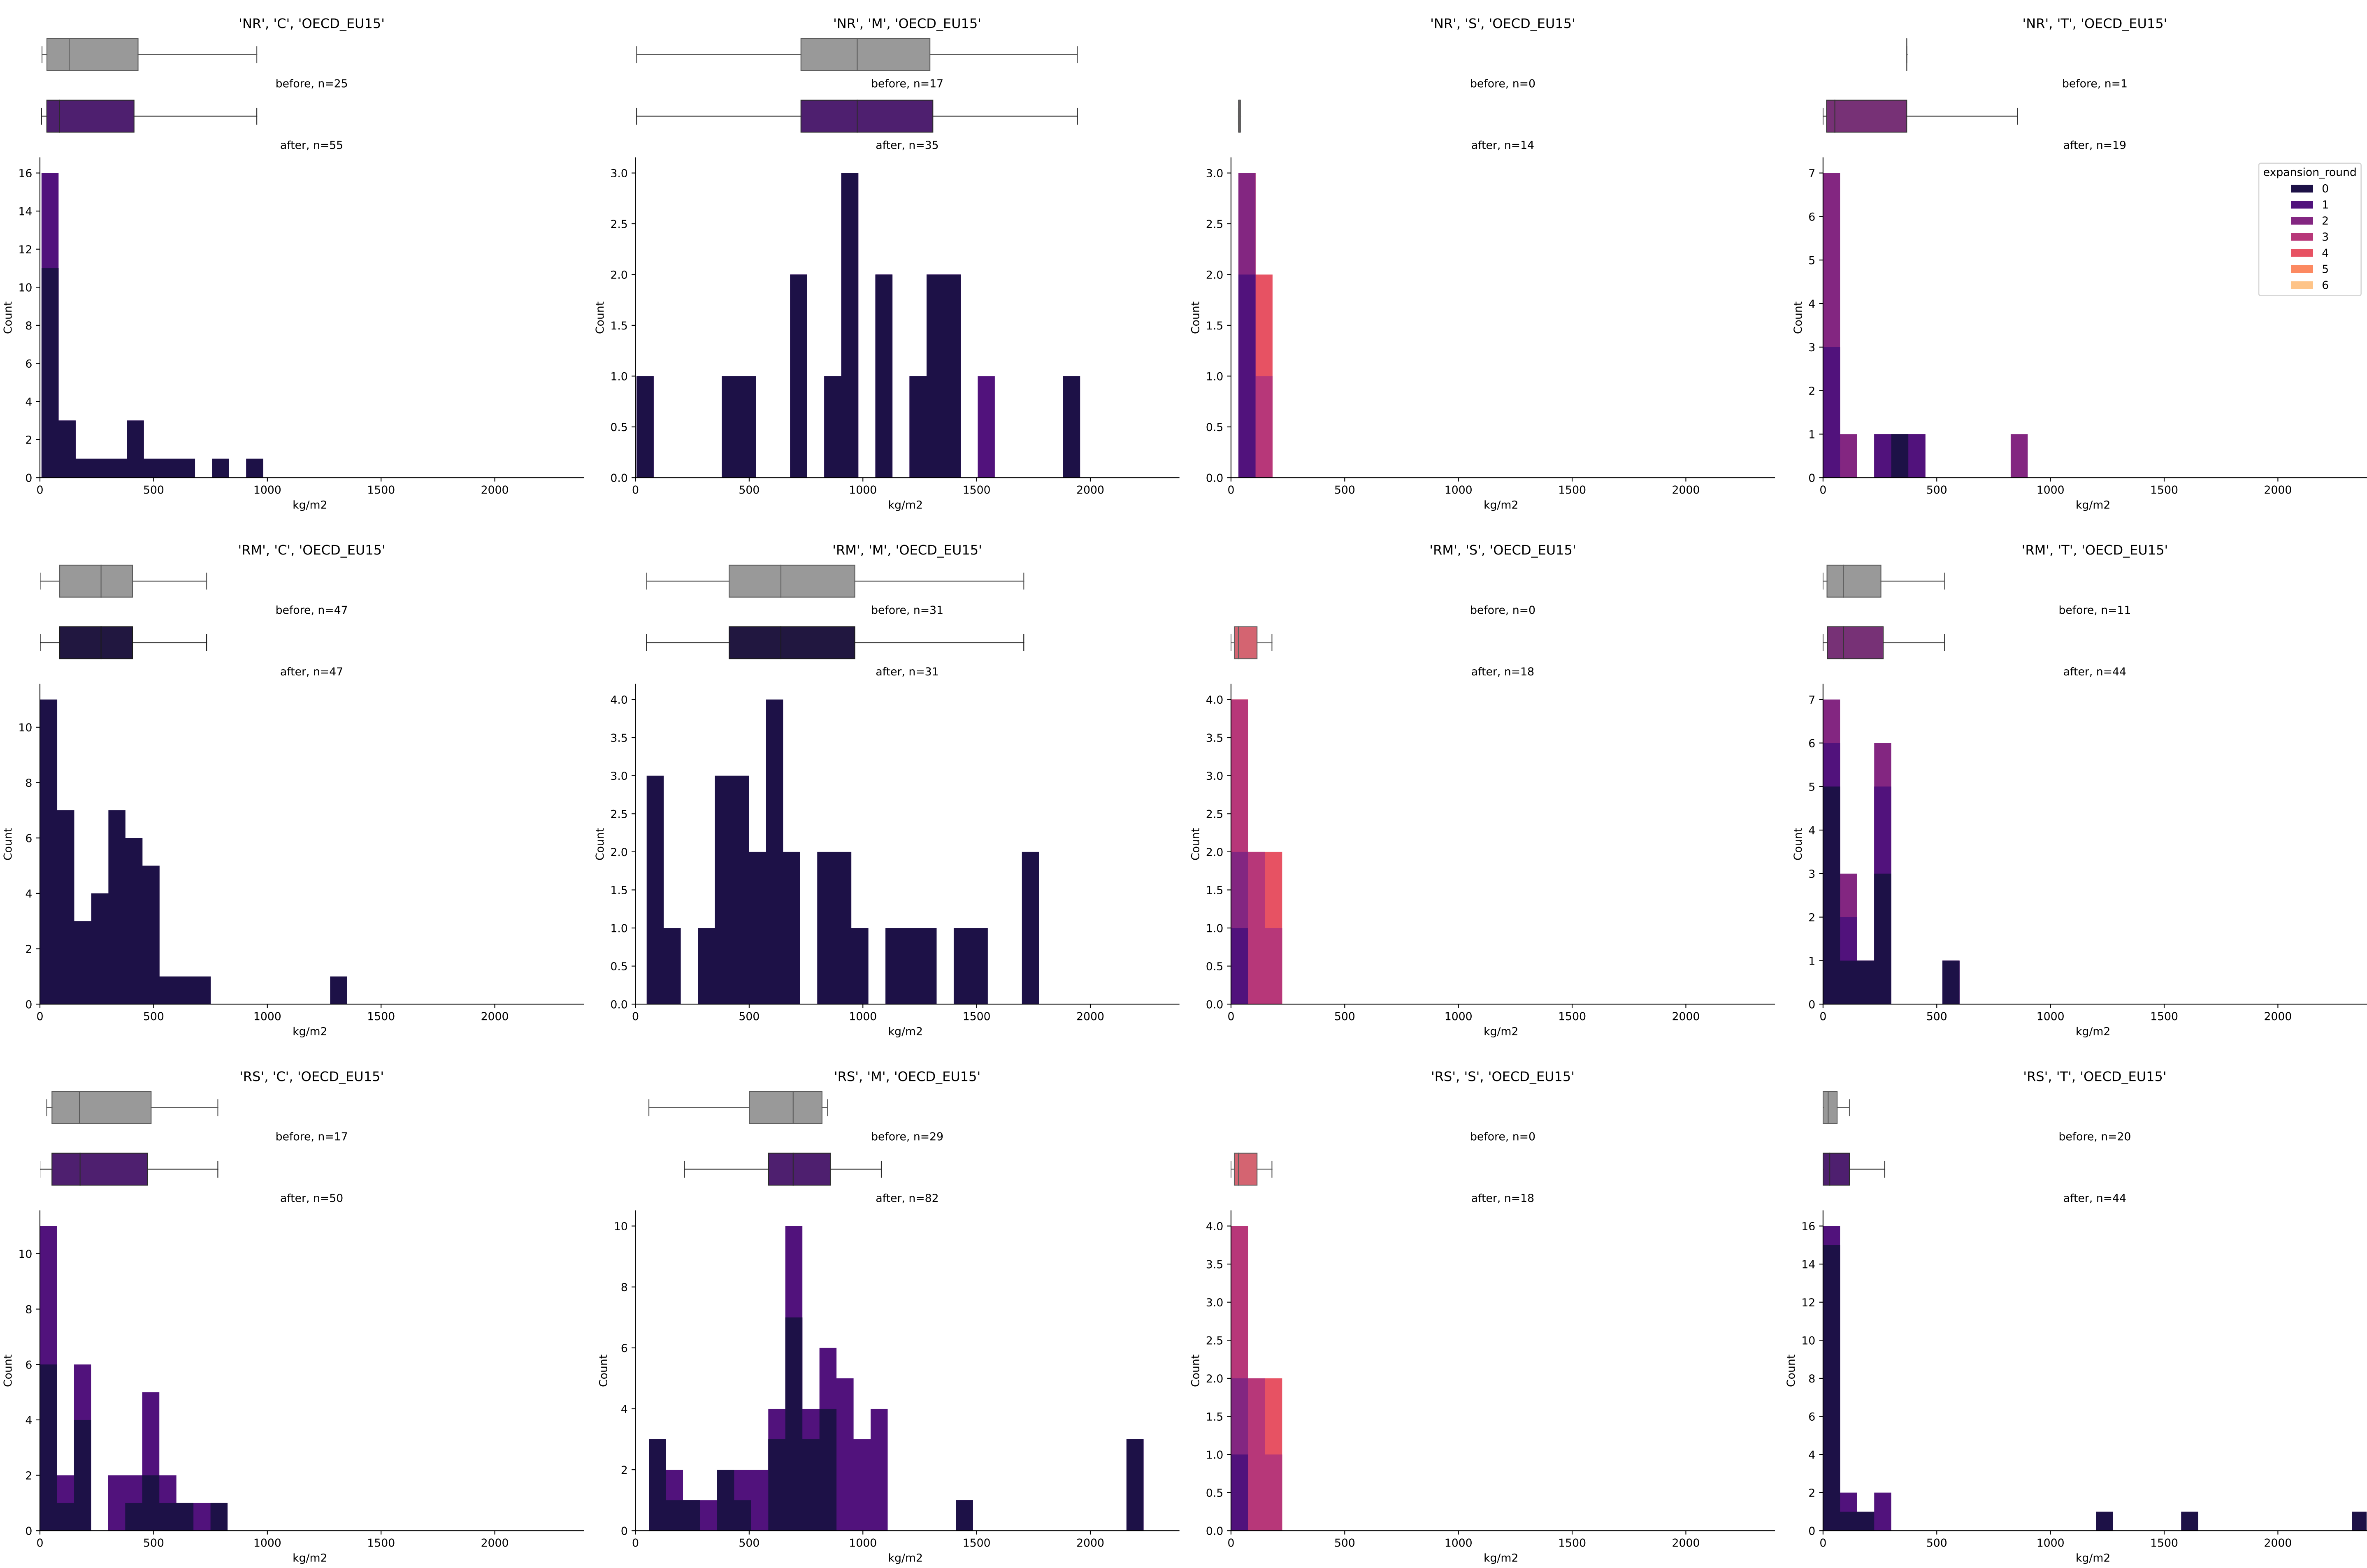 'NR', 'C', 'OECD_EU15'
before, n=25
after, n=55
16
14
12
10
8
6
4
2
0
Count
0 500 1000 1500 2000
kg/m2
'NR', 'M', 'OECD_EU15'
before, n=17
after, n=35
3.0
2.5
2.0
1.5
1.0
0.5
0.0
Count
0 500 1000 1500 2000
kg/m2
'NR', 'S', 'OECD_EU15'
before, n=0
after, n=14
3.0
2.5
2.0
1.5
1.0
0.5
0.0
Count
0 500 1000 1500 2000
kg/m2
'NR', 'T', 'OECD_EU15'
before, n=1
after, n=19
expansion_round
0
1
2
3
4
5
6
7
6
5
4
3
2
1
0
Count
0 500 1000 1500 2000
kg/m2
'RM', 'C', 'OECD_EU15'
before, n=47
after, n=47
10
8
6
4
2
0
Count
0 500 1000 1500 2000
kg/m2
'RM', 'M', 'OECD_EU15'
before, n=31
after, n=31
4.0
3.5
3.0
2.5
2.0
1.5
1.0
0.5
0.0
Count
0 500 1000 1500 2000
kg/m2
'RM', 'S', 'OECD_EU15'
before, n=0
after, n=18
4.0
3.5
3.0
2.5
2.0
1.5
1.0
0.5
0.0
Count
0 500 1000 1500 2000
kg/m2
'RM', 'T', 'OECD_EU15'
before, n=11
after, n=44
7
6
5
4
3
2
1
0
Count
0 500 1000 1500 2000
kg/m2
'RS', 'C', 'OECD_EU15'
before, n=17
after, n=50
10
8
6
4
2
0
Count
0 500 1000 1500 2000
kg/m2
'RS', 'M', 'OECD_EU15'
before, n=29
after, n=82
10
8
6
4
2
0
Count
0 500 1000 1500 2000
kg/m2
'RS', 'S', 'OECD_EU15'
before, n=0
after, n=18
4.0
3.5
3.0
2.5
2.0
1.5
1.0
0.5
0.0
Count
0 500 1000 1500 2000
kg/m2
'RS', 'T', 'OECD_EU15'
before, n=20
after, n=44
16
14
12
10
8
6
4
2
0
Count
0 500 1000 1500 2000
kg/m2